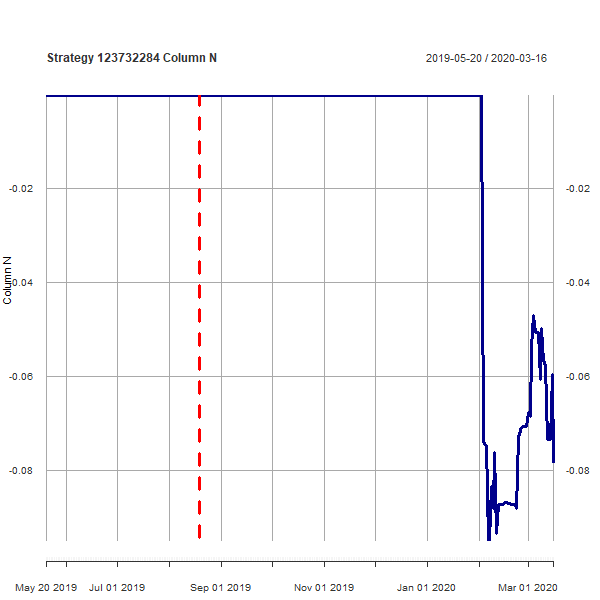 Strategy 123732284 Column N
2019-05-20 / 2020-03-16
-0.02
-0.02
-0.04
-0.04
Column N
-0.06
-0.06
-0.08
-0.08
May 20 2019
Jul 01 2019
Sep 01 2019
Nov 01 2019
Jan 01 2020
Mar 01 2020